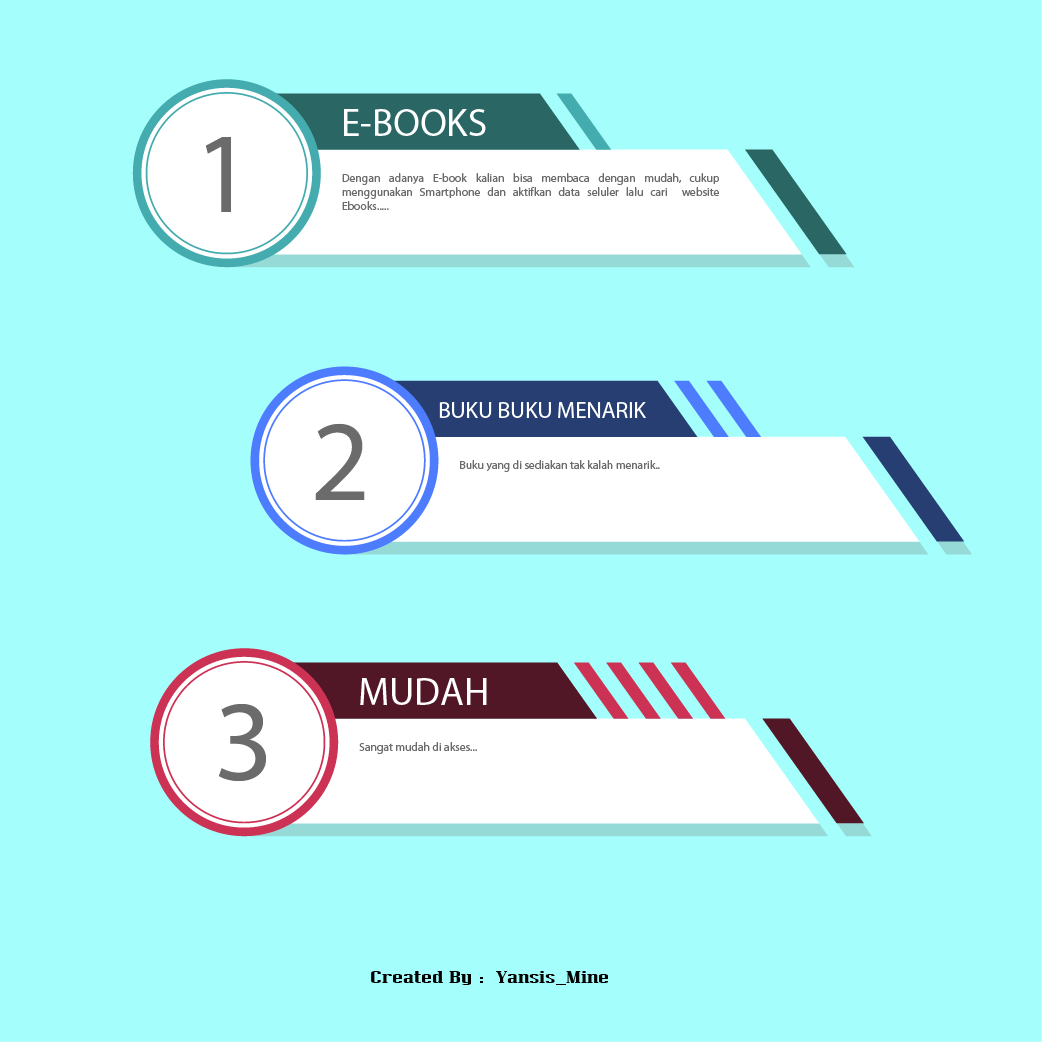 1
E-BOOKS
Dengan adanya E-book kalian bisa membaca dengan mudah, cukup
menggunakan Smartphone dan aktifkan data seluler lalu cari website
Ebooks.....
2
BUKU BUKU MENARIK
Buku yang di sediakan tak kalah menarik..
3
MUDAH
Sangat mudah di akses...
Created By : Yansis_Mine